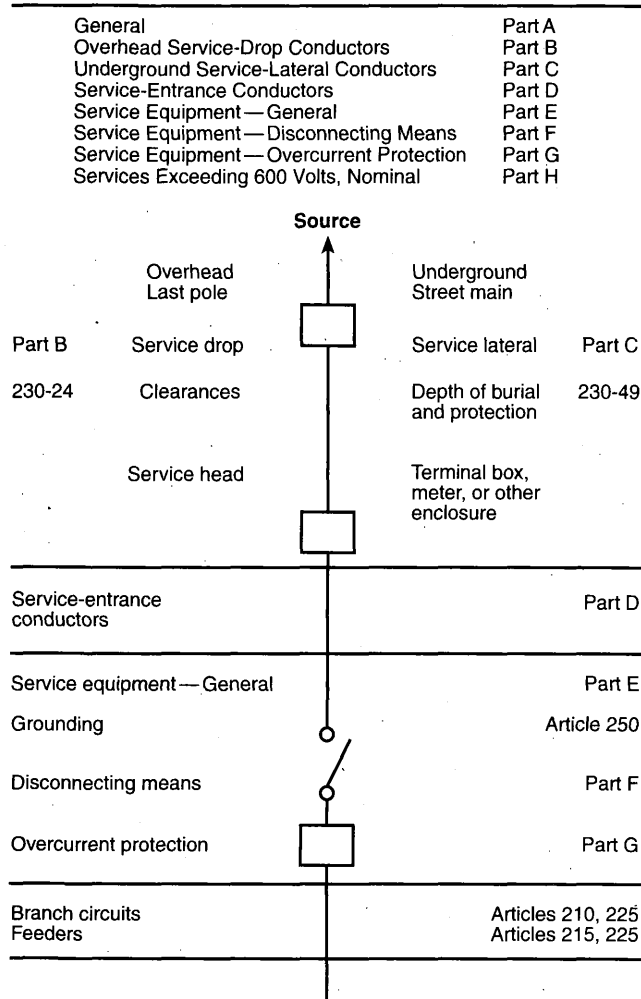 General Part A
Overhead Service-Drop Conductors Part B
Underground Service-Lateral Conductors Part C
Service-Entrance Conductors Part D
Service Equipment—General Part E
Service Equipment—Disconnecting Means Part F
Service Equipment—Overcurrent Protection Part G
Services Exceeding 600 Volts, Nominal Part H
Source
Overhead Underground
Last pole Street main
Part B Service drop Service lateral Part C
230-24 Clearances Depth of burial 230-49
and protection
Service head Terminal box,
meter, or other
enclosure
Service-entrance Part D
conductors
Service equipment—General Part E
Grounding Article 250
Disconnecting means Part F
Overcurrent protection Part G
Branch circuits Articles 210, 225
Feeders Articles 215, 225